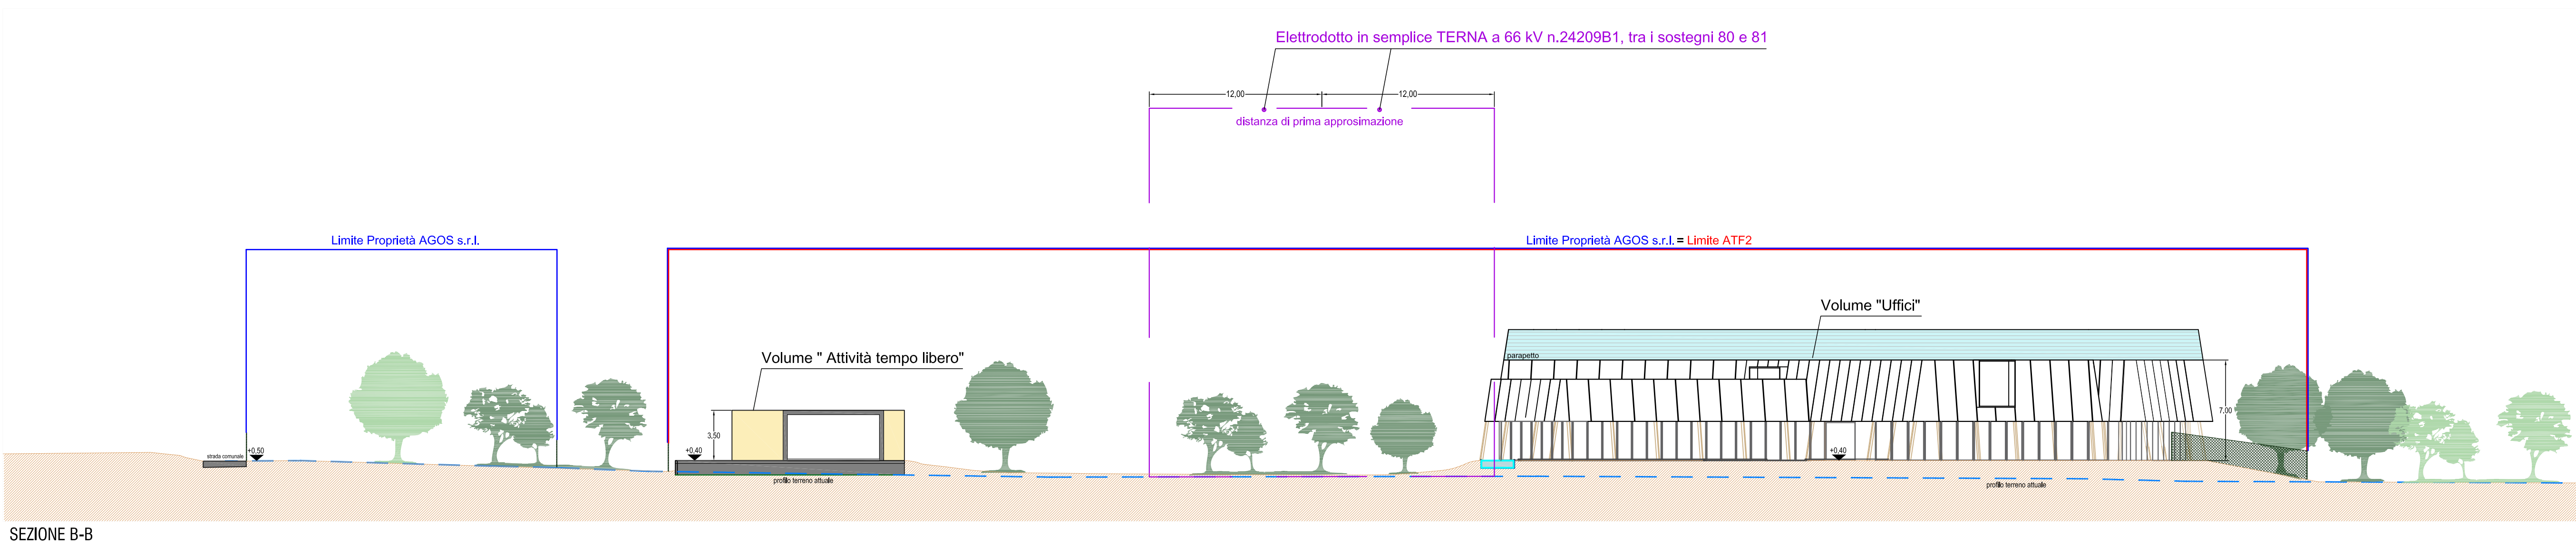 Elettrodotto in semplice TERNA a 66 kV n.24209B1, tra i sostegni 80 e 81
12,00
12,00
distanza di prima approsimazione
Limite Proprietà AGOS s.r.l.
Limite Proprietà AGOS s.r.l. = Limite ATF2
Volume "Uffici"
Volume " Attività tempo libero"
parapetto
3,50
7,00
strada comunale
+0,50
+0,40
+0,40
profilo terreno attuale
profilo terreno attuale
SEZIONE B-B